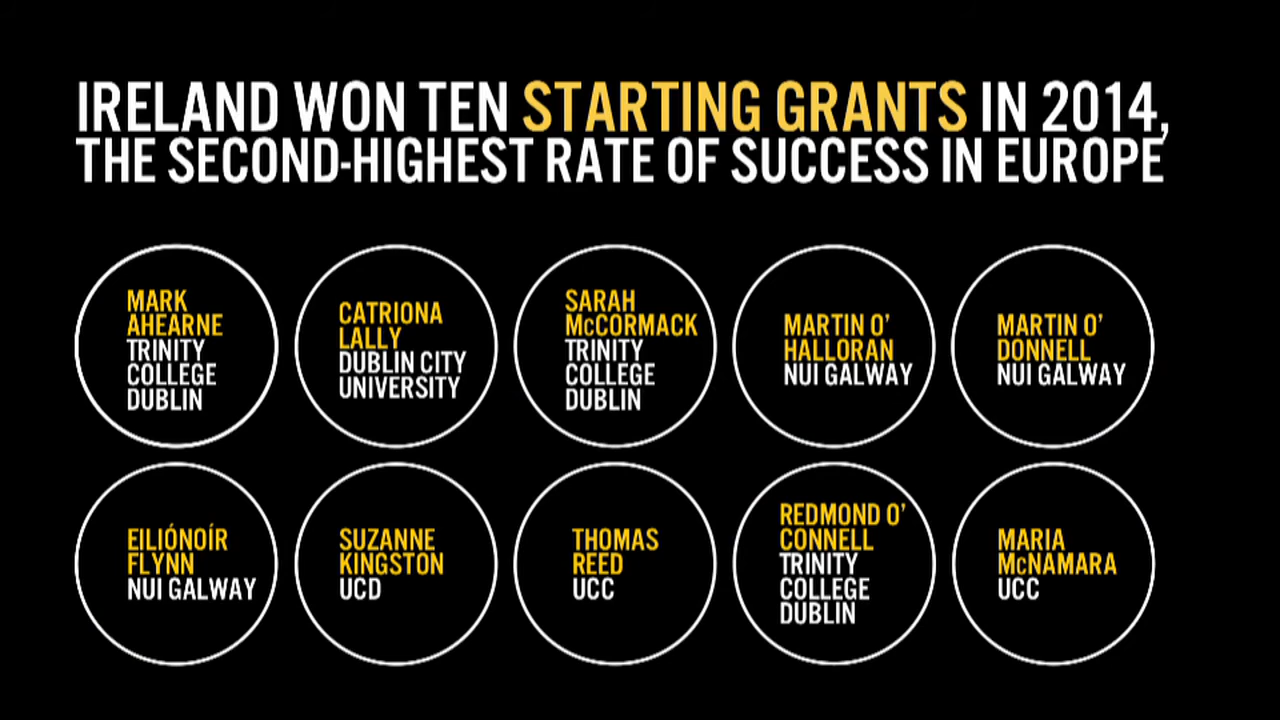 IRELAND WON TEN STARTING GRANTS IN 2014,
THE SECOND-HIGHEST RATE OF SUCCESS IN EUROPE
MARK
AHEARNE
TRINITY
COLLEGE
DUBLIN
CATRIONA
LALLY
DUBLIN CITY
UNIVERSITY
SARAH
McCORMACK
TRINITY
COLLEGE
DUBLIN
MARTIN O'
HALLORAN
NUI GALWAY
MARTIN O'
DONNELL
NUI GALWAY
EILIÓNOÍR
FLYNN
NUI GALWAY
SUZANNE
KINGSTON
UCD
THOMAS
REED
UCC
REDMOND O'
CONNELL
TRINITY
COLLEGE
DUBLIN
MARIA
McNAMARA
UCC